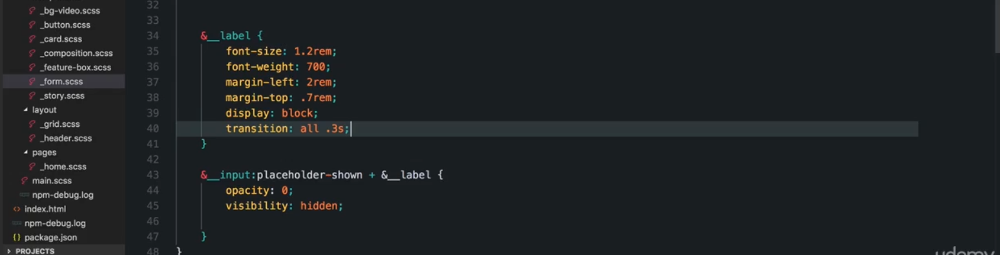 _bg-video.scss
_button.scss
_card.scss
_composition.scss
_feature-box.scss
_form.scss
_story.scss
layout
_grid.scss
_header.scss
pages
_home.scss
main.scss
npm-debug.log
<> index.html
npm-debug.log
{} package.json
PROJECTS
32
33
34 &__label {
35 font-size: 1.2rem;
36 font-weight: 700;
37 margin-left: 2rem;
38 margin-top: .7rem;
39 display: block;
40 transition: all .3s;
41 }
42
43 &__input:placeholder-shown + &__label {
44 opacity: 0;
45 visibility: hidden;
46
47 }
48 }
udemy